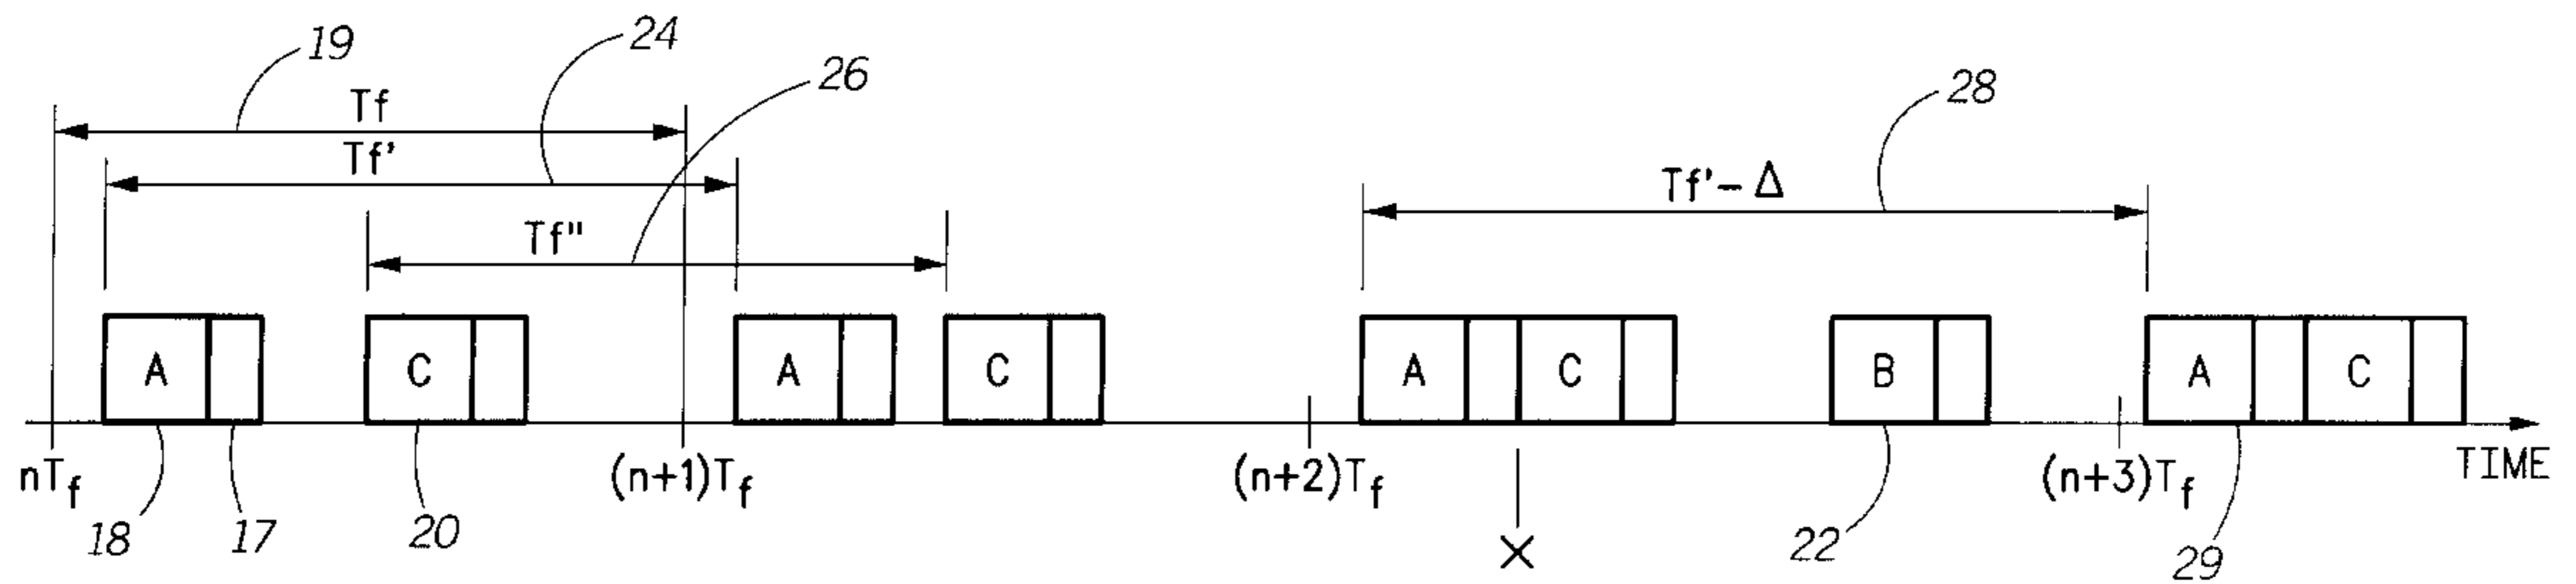 19
24
26
28
Tf
Tf'
Tf"
Tf'- Δ
A
C
A
C
A
C
B
A
C
nTf
(n+1)Tf
(n+2)Tf
(n+3)Tf
TIME
18
17
20
X
22
29